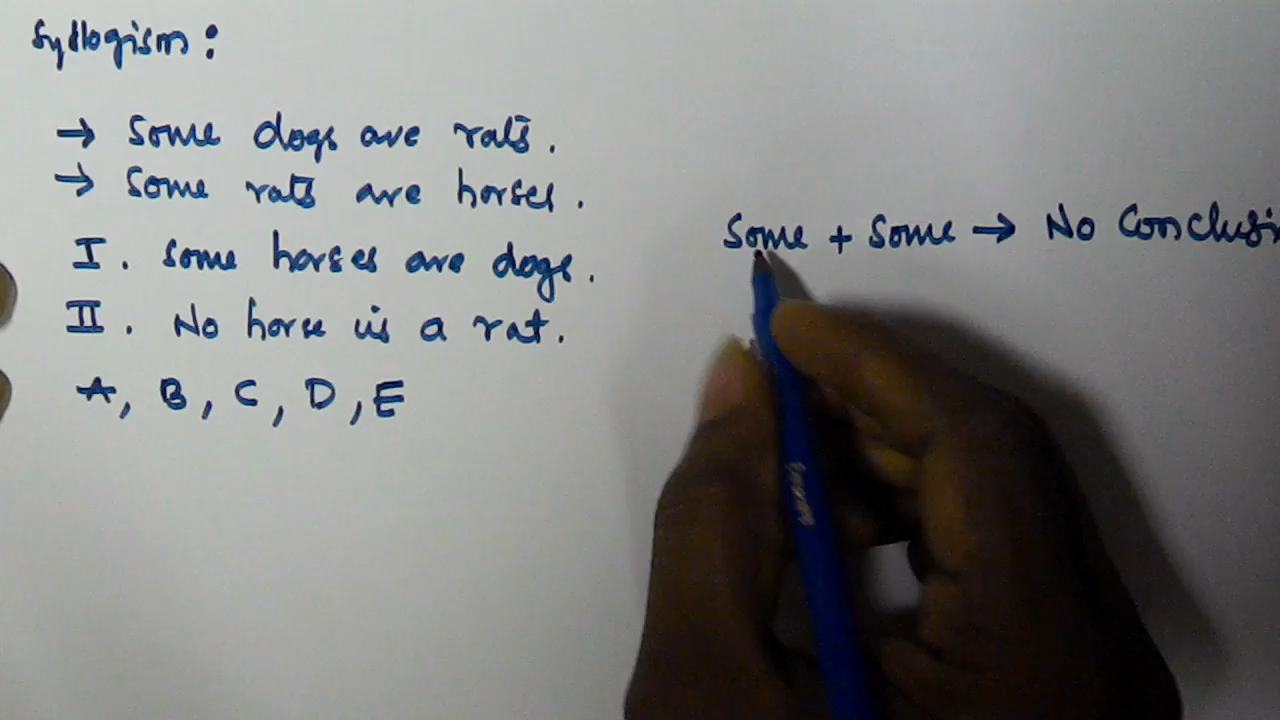 Syllogism:
→ Some dogs are rats.
→ Some rats are horses.
I. Some horses are dogs.
II. No horse is a rat.
A, B, C, D, E
Some + Some → No Conclusi